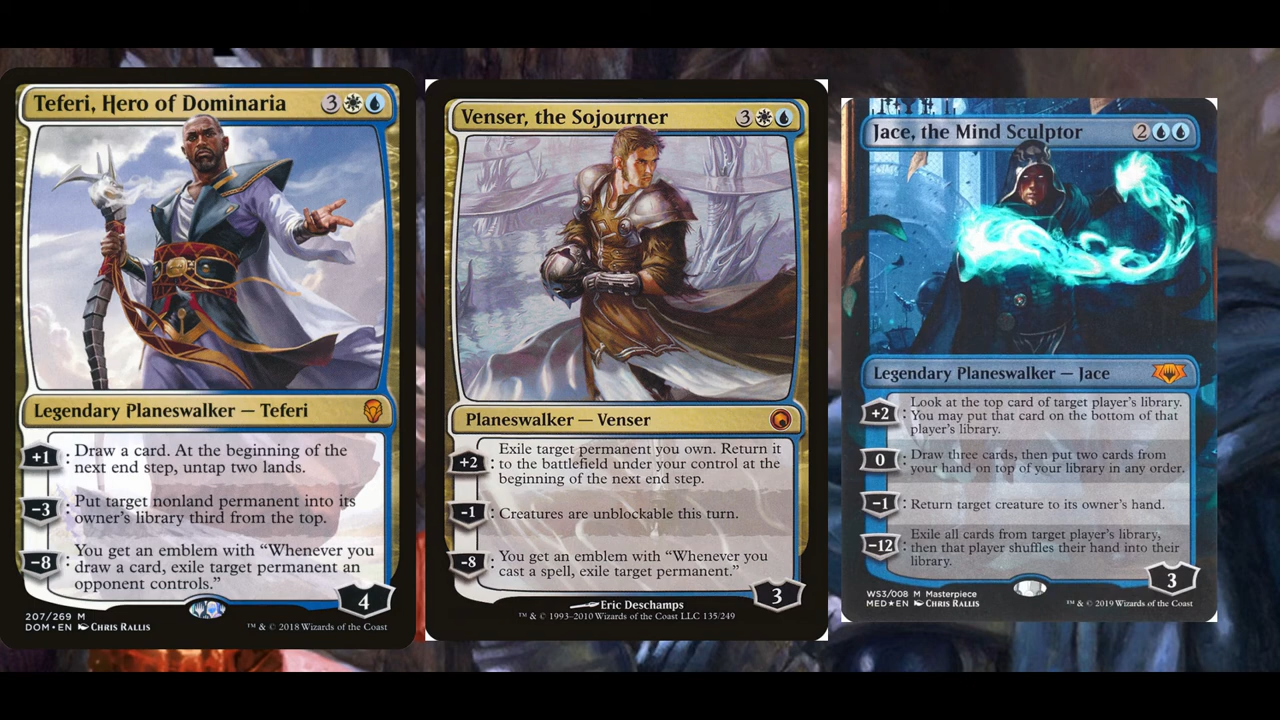 Teferi, Hero of Dominaria 3
Legendary Planeswalker — Teferi
+1: Draw a card. At the beginning of the
next end step, untap two lands.
−3: Put target nonland permanent into its
owner's library third from the top.
−8: You get an emblem with “Whenever you
draw a card, exile target permanent an
opponent controls.”
4
207/269 M
DOM • EN Chris Rallis
™ & © 2018 Wizards of the Coast
Venser, the Sojourner 3
Planeswalker — Venser
+2: Exile target permanent you own. Return it
to the battlefield under your control at the
beginning of the next end step.
-1: Creatures are unblockable this turn.
-8: You get an emblem with “Whenever you
cast a spell, exile target permanent.”
3
Eric Deschamps
™ & © 1993–2010 Wizards of the Coast LLC 135/249
Jace, the Mind Sculptor 2
Legendary Planeswalker — Jace
+2: Look at the top card of target player's library.
You may put that card on the bottom of that
player's library.
0: Draw three cards, then put two cards from
your hand on top of your library in any order.
−1: Return target creature to its owner's hand.
−12: Exile all cards from target player's library,
then that player shuffles their hand into their
library.
3
WS3/008 M Masterpiece
MED★EN Chris Rallis
™ & © 2019 Wizards of the Coast